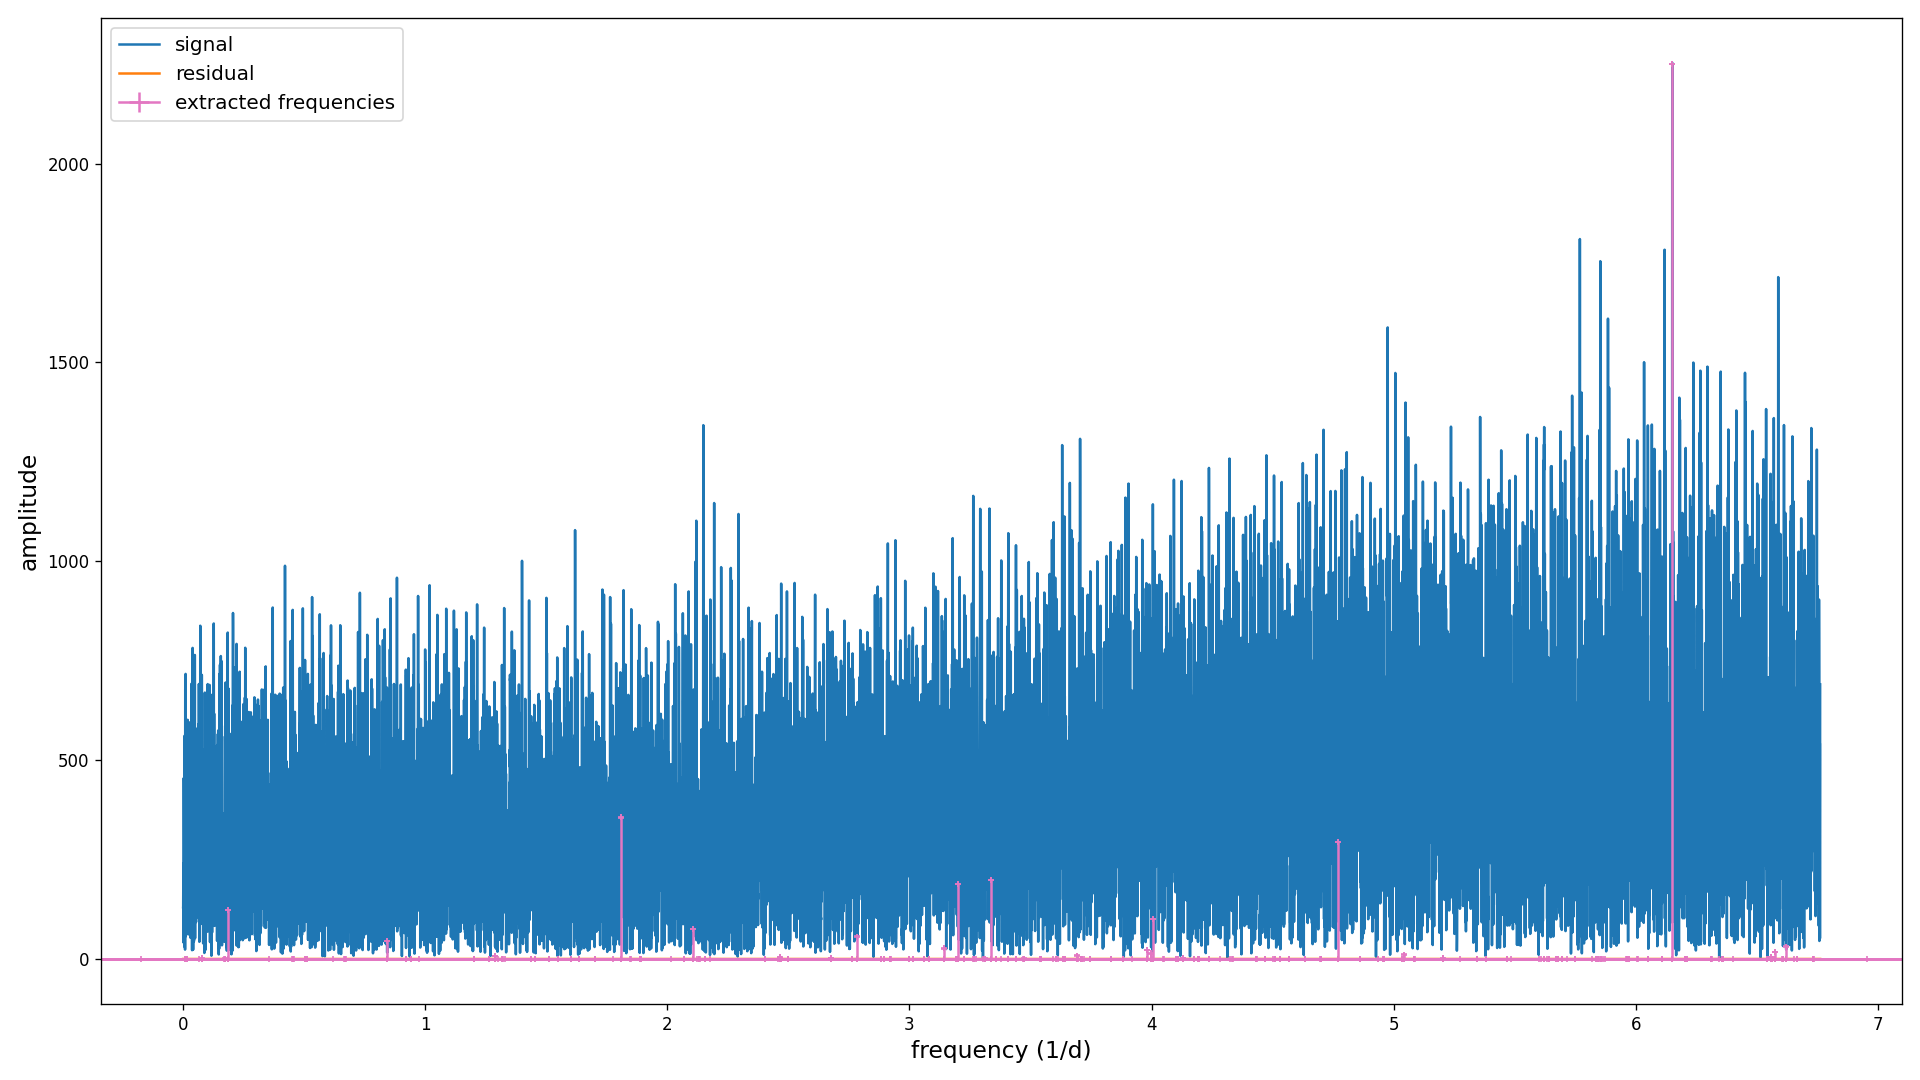 signal
residual
extracted frequencies
amplitude
2000
1500
1000
500
0
0 1 2 3 4 5 6 7
frequency (1/d)